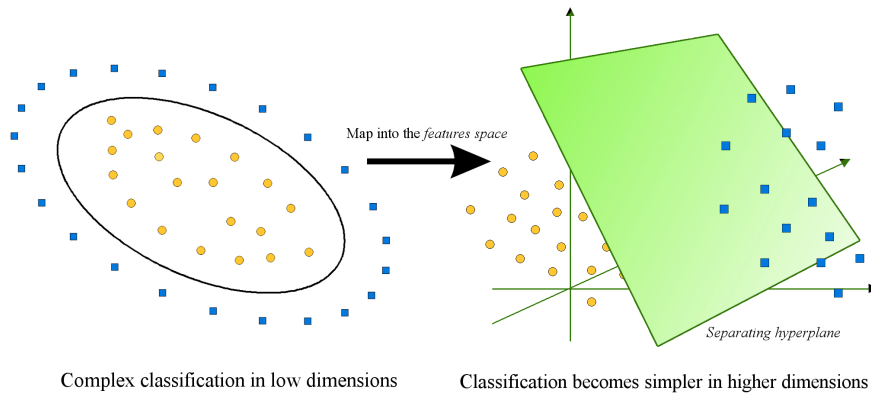 Map into the features space
Separating hyperplane
Complex classification in low dimensions
Classification becomes simpler in higher dimensions